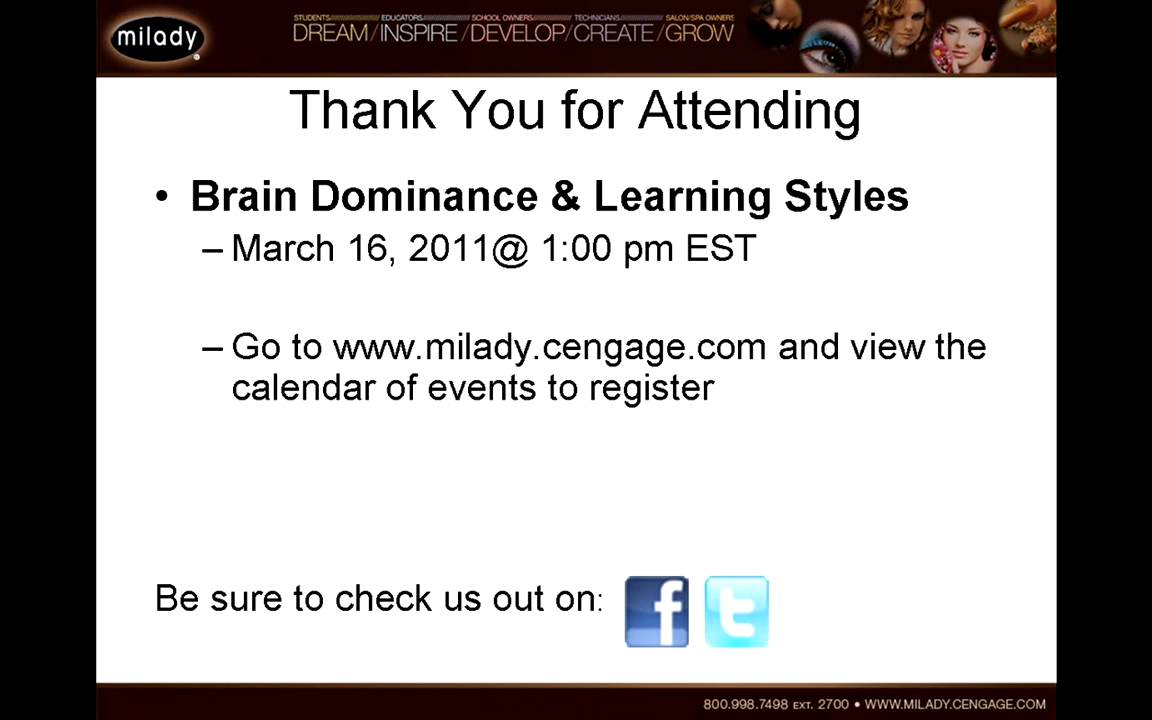 milady
STUDENTS///////////EDUCATORS///////////SCHOOL OWNERS///////////TECHNICIANS///////////SALON/SPA OWNERS
DREAM/INSPIRE/DEVELOP/CREATE/GROW
Thank You for Attending
• Brain Dominance & Learning Styles
– March 16, 2011@ 1:00 pm EST
– Go to www.milady.cengage.com and view the
calendar of events to register
Be sure to check us out on: f t
800.998.7498 EXT. 2700 • WWW.MILADY.CENGAGE.COM